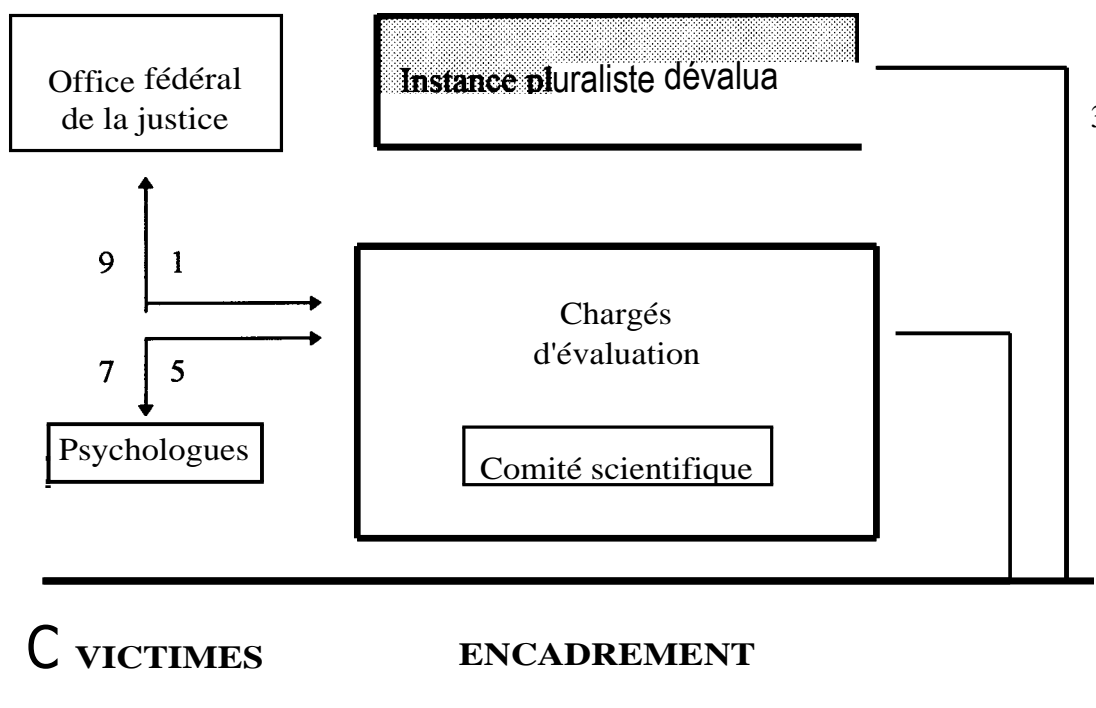 Office fédéral
de la justice
Instance pluraliste dévalua
3
9 1
Chargés
d'évaluation
7 5
Psychologues
Comité scientifique
C VICTIMES ENCADREMENT